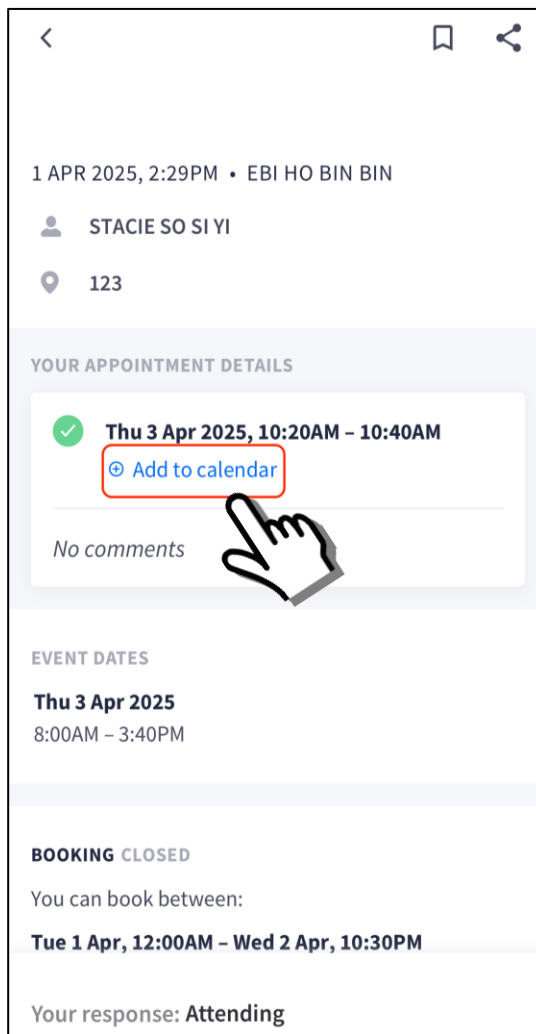 1 APR 2025, 2:29PM • EBI HO BIN BIN
STACIE SO SI YI
123
YOUR APPOINTMENT DETAILS
Thu 3 Apr 2025, 10:20AM – 10:40AM
Add to calendar
No comments
EVENT DATES
Thu 3 Apr 2025
8:00AM – 3:40PM
BOOKING CLOSED
You can book between:
Tue 1 Apr, 12:00AM – Wed 2 Apr, 10:30PM
Your response: Attending